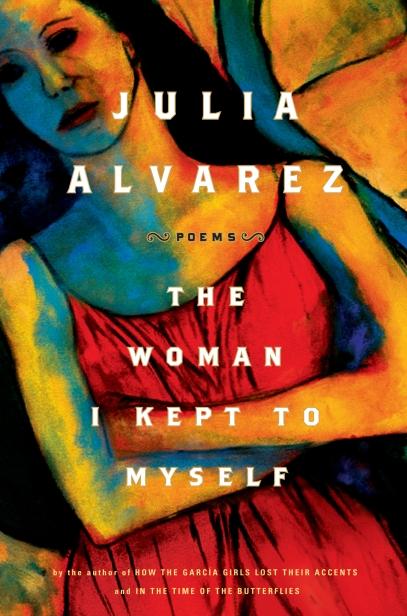 JULIA
ALVAREZ
POEMS
THE
WOMAN
I KEPT TO
MYSELF
by the author of HOW THE GARCÍA GIRLS LOST THEIR ACCENTS
and IN THE TIME OF THE BUTTERFLIES